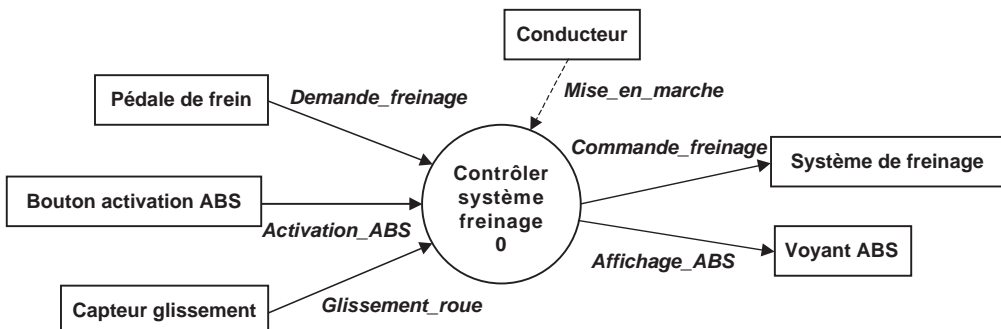 Conducteur
Pédale de frein
Demande_freinage
Mise_en_marche
Commande_freinage
Système de freinage
Contrôler
système
freinage
0
Bouton activation ABS
Activation_ABS
Affichage_ABS
Voyant ABS
Capteur glissement
Glissement_roue